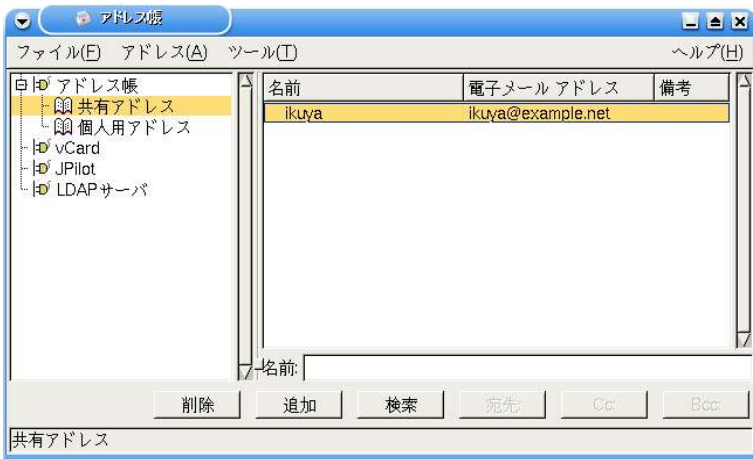 アドレス帳
ファイル(F) アドレス(A) ツール(T) ヘルプ(H)
アドレス帳
共有アドレス
個人用アドレス
vCard
JPilot
LDAPサーバ
名前 電子メール アドレス 備考
ikuya ikuya@example.net
名前:
削除 追加 検索 宛先: Cc: Bcc:
共有アドレス